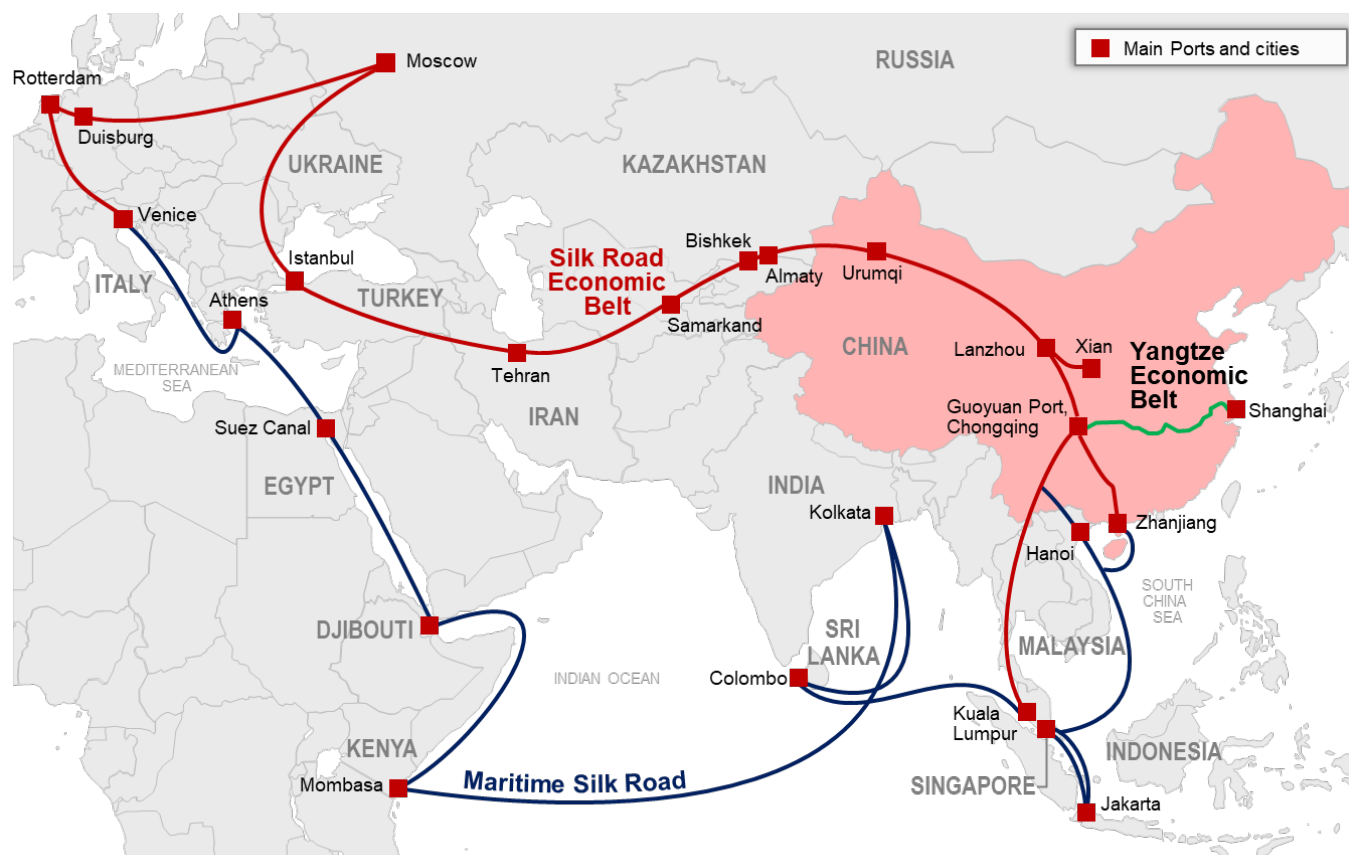 Main Ports and cities
RUSSIA
Moscow
Rotterdam
Duisburg
UKRAINE
KAZAKHSTAN
Venice
Bishkek
Almaty
Urumqi
Istanbul
Silk Road
Economic
Belt
ITALY
TURKEY
Athens
Samarkand
CHINA
Lanzhou
Xian
Yangtze
Economic
Belt
MEDITERRANEAN
SEA
Tehran
IRAN
Guoyuan Port,
Chongqing
Shanghai
Suez Canal
EGYPT
INDIA
Kolkata
Zhanjiang
Hanoi
SOUTH
CHINA
SEA
DJIBOUTI
SRI
LANKA
MALAYSIA
INDIAN OCEAN
Colombo
Kuala
Lumpur
KENYA
INDONESIA
Mombasa
Maritime Silk Road
SINGAPORE
Jakarta